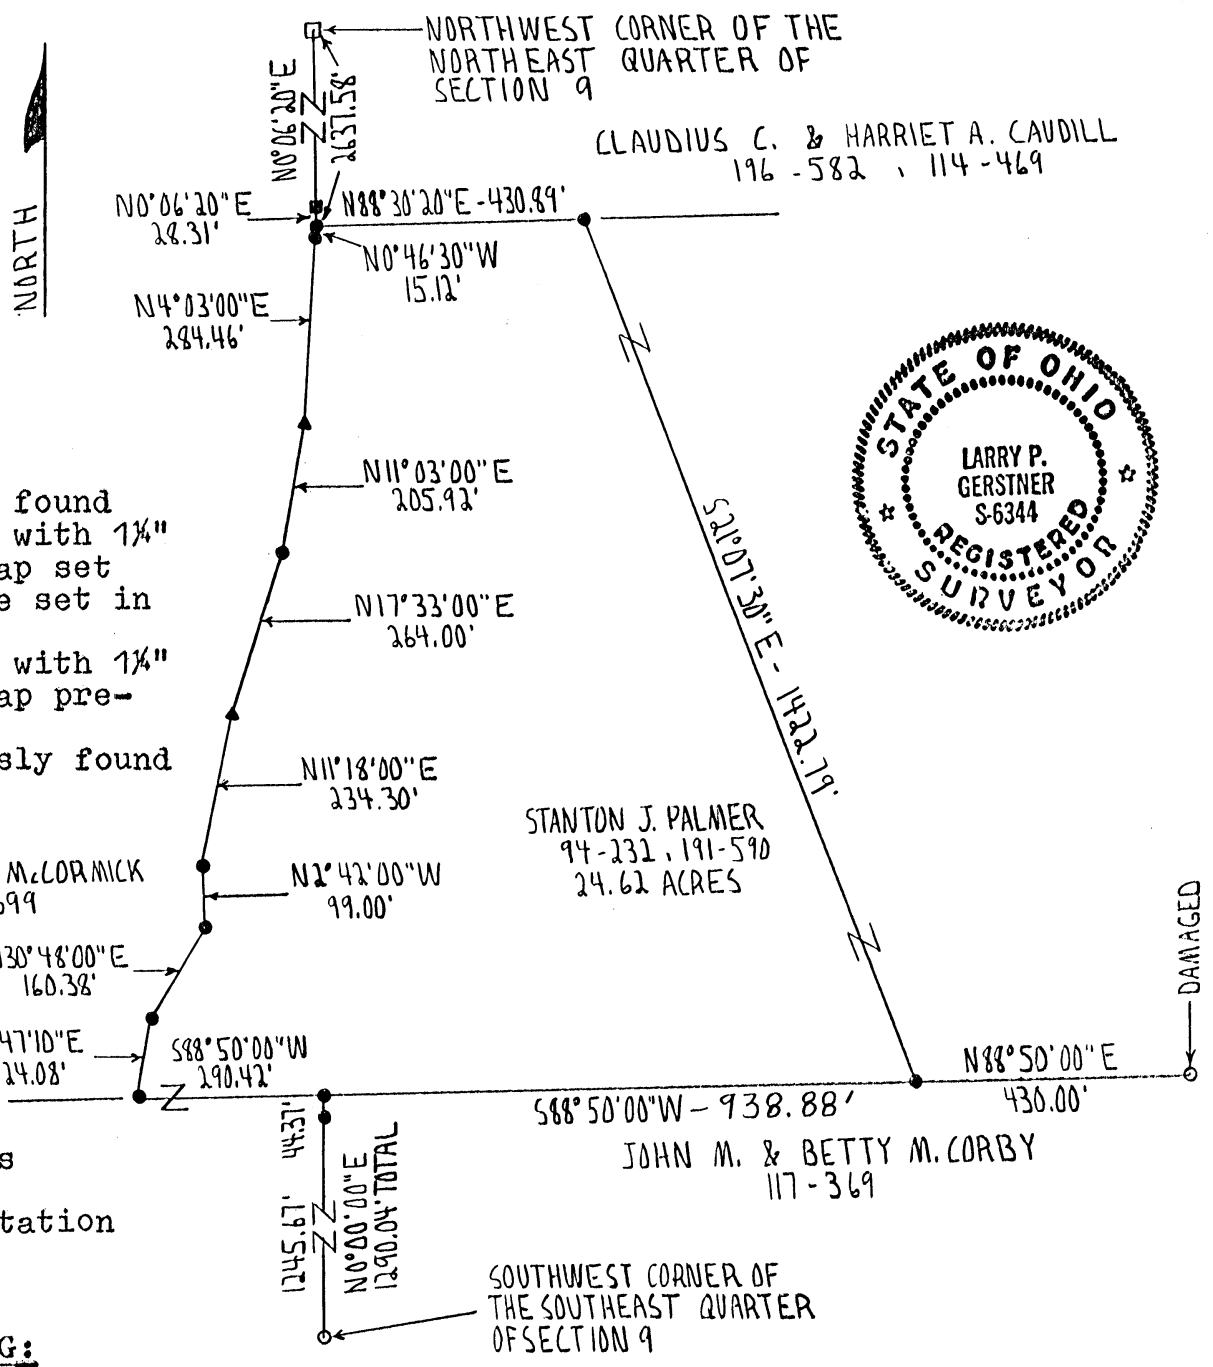 NORTHWEST CORNER OF THE
NORTHEAST QUARTER OF
SECTION 9
NORTH
N0°06'20"E
2637.58'
CLAUDIUS C. & HARRIET A. CAUDILL
196-582, 114-469
N0°06'20"E
28.31'
N88°30'20"E-430.89'
N0°46'30"W
15.12'
N4°03'00"E
284.46'
STATE OF OHIO
LARRY P.
GERSTNER
S-6344
REGISTERED
SURVEYOR
found
with 1¼"
ap set
e set in
with 1¼"
ap pre-
sly found
N11°03'00"E
205.92'
N17°33'00"E
264.00'
S21°07'30"E - 1422.79'
N11°18'00"E
234.30'
STANTON J. PALMER
94-232, 191-590
24.62 ACRES
McCORMICK
699
N2°42'00"W
99.00'
30°48'00"E
160.38'
DAMAGED
47'10"E
24.08'
S88°50'00"W
290.42'
N88°50'00"E
430.00'
S88°50'00"W-938.88'
JOHN M. & BETTY M. CORBY
117-369
44.37'
1245.67'
N0°00'00"E
1290.04' TOTAL
s
tation
SOUTHWEST CORNER OF
THE SOUTHEAST QUARTER
OF SECTION 9
G: